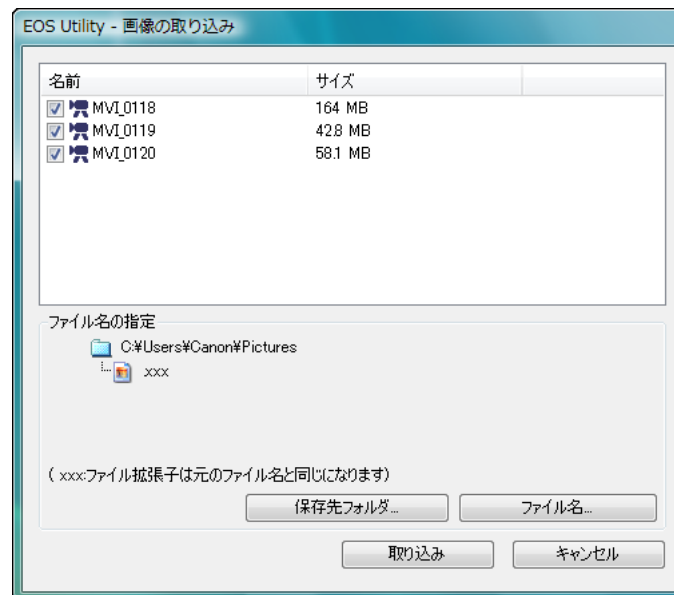 EOS Utility - 画像の取り込み
名前 サイズ
MVI_0118 164 MB
MVI_0119 42.8 MB
MVI_0120 58.1 MB
ファイル名の指定
C:¥Users¥Canon¥Pictures
xxx
( xxx:ファイル拡張子は元のファイル名と同じになります)
保存先フォルダ... ファイル名...
取り込み キャンセル